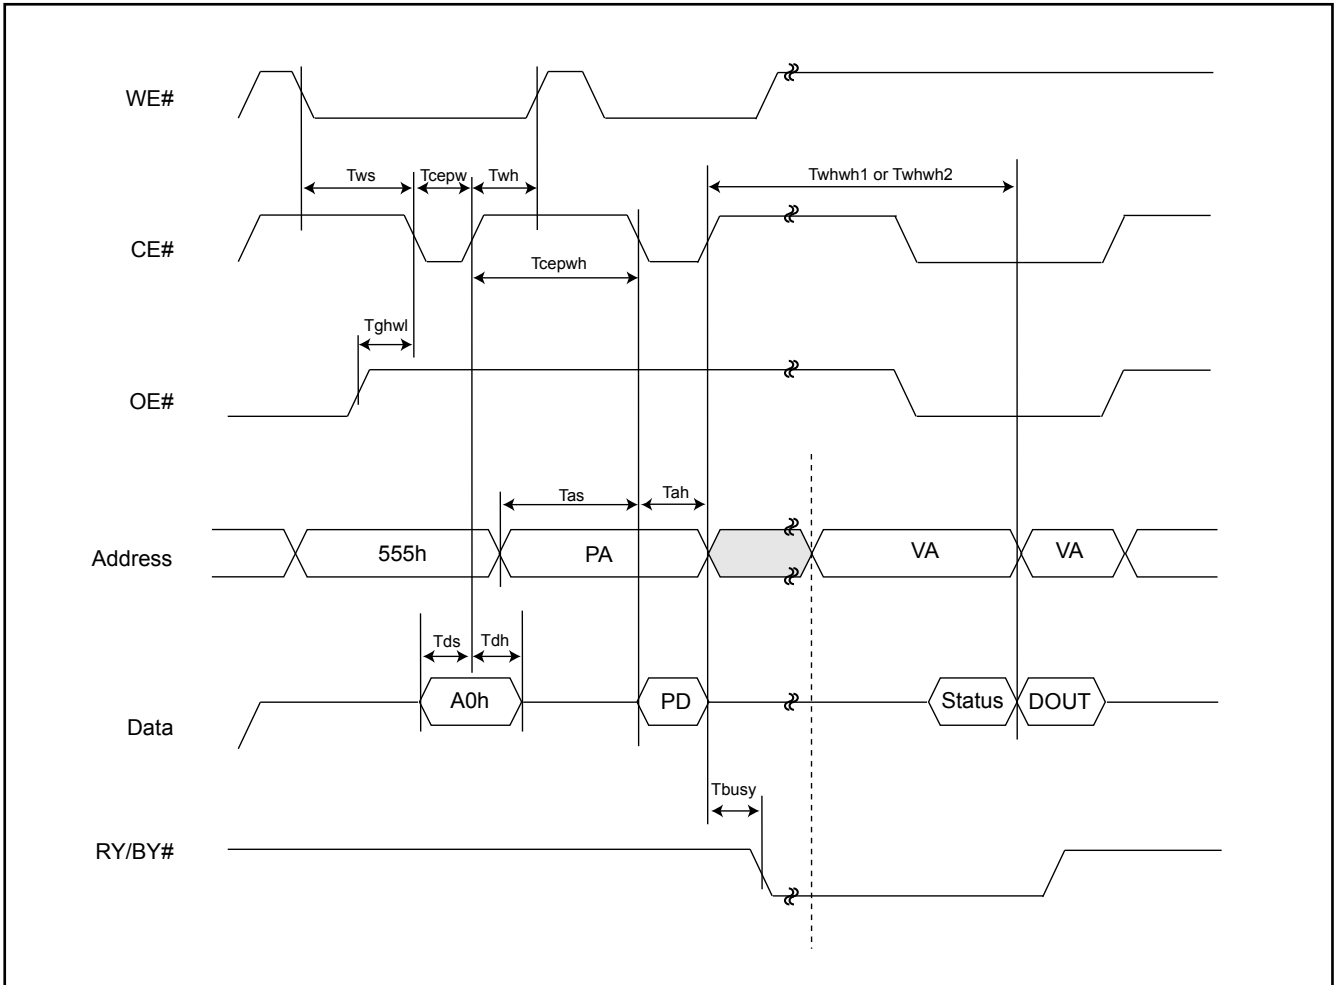 WE#
Tws Tcepw Twh Twhwh1 or Twhwh2
CE#
Tcepwh
Tghwl
OE#
Tas Tah
Address 555h PA VA VA
Tds Tdh
Data A0h PD Status DOUT
Tbusy
RY/BY#